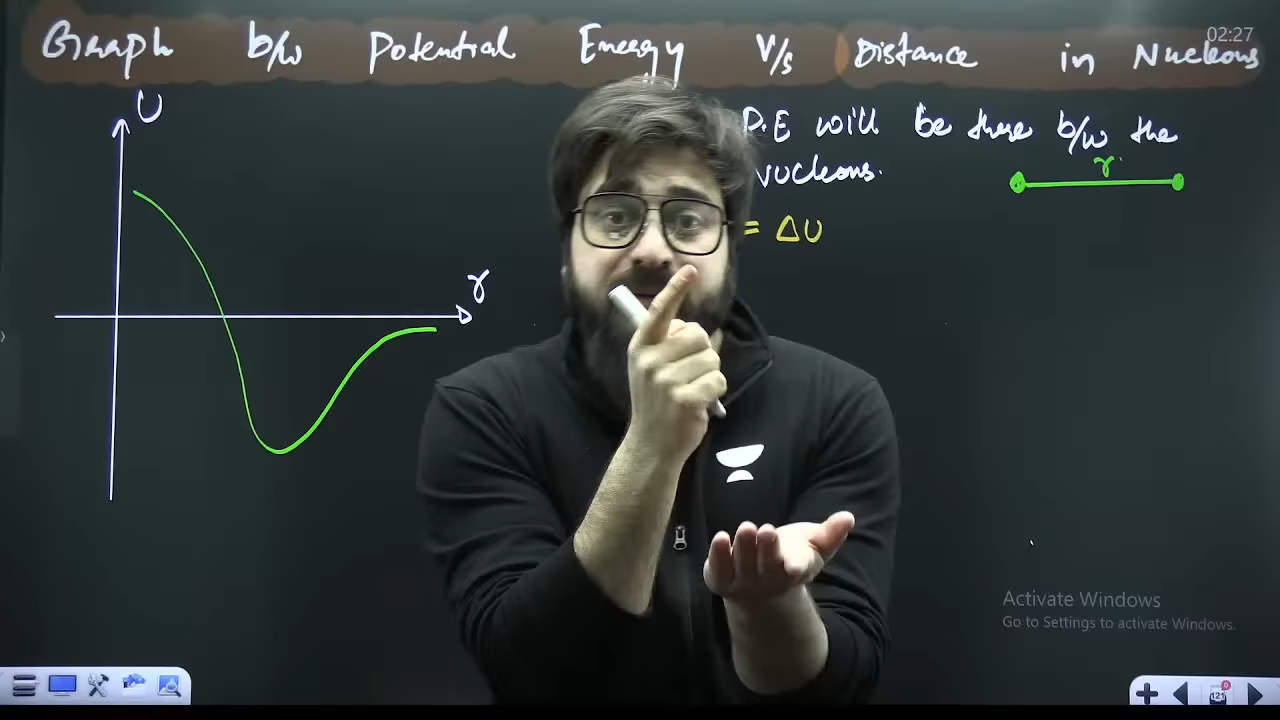 Graph b/w Potential Energy V/s Distance in Nucleons
02:27
U
P.E will be there b/w the
nucleons.
r
= ΔU
r
Activate Windows
Go to Settings to activate Windows.
121